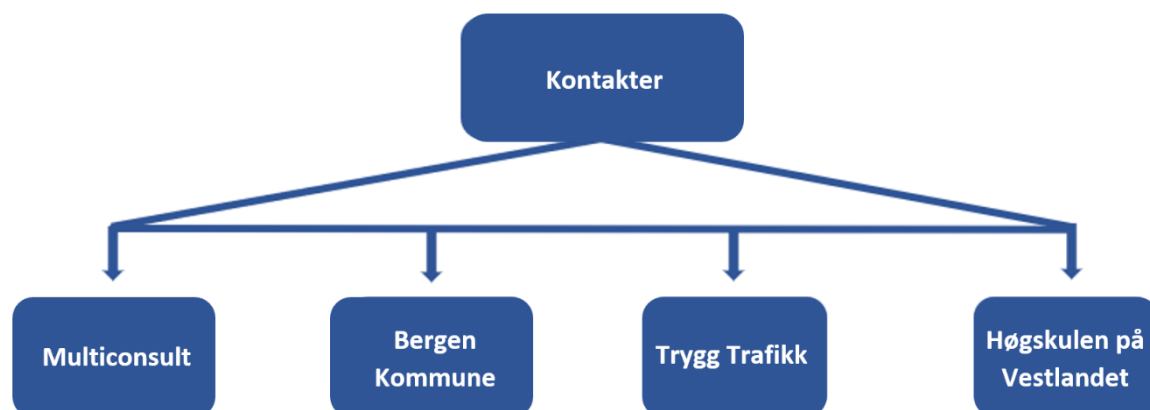 Kontakter
Multiconsult
Bergen
Kommune
Trygg Trafikk
Høgskulen på
Vestlandet